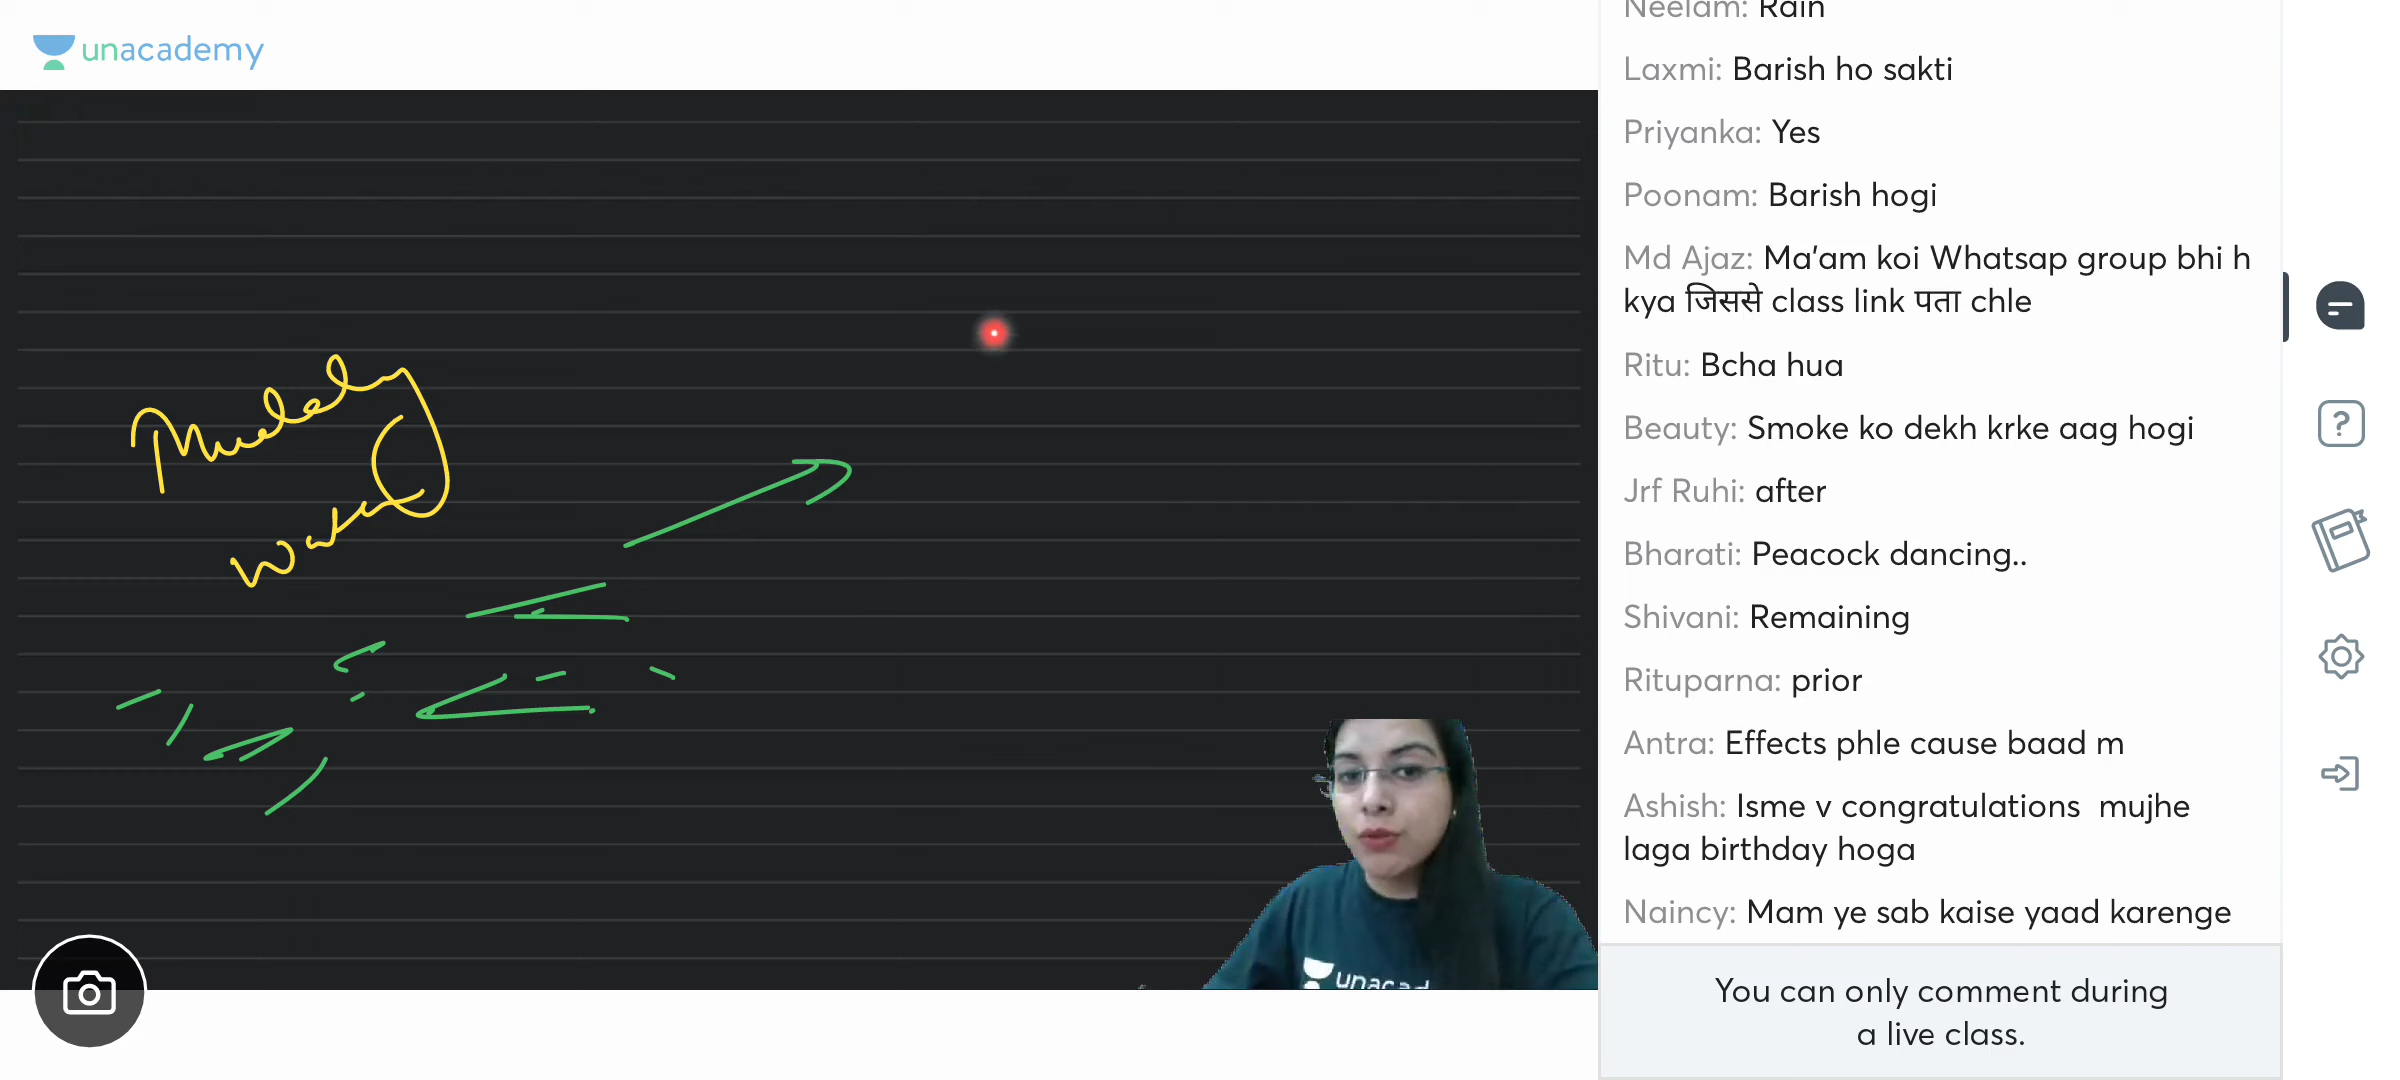 unacademy
water
unacad
Neelam: Rain
Laxmi: Barish ho sakti
Priyanka: Yes
Poonam: Barish hogi
Md Ajaz: Ma'am koi Whatsap group bhi h
kya जिससे class link पता chle
Ritu: Bcha hua
Beauty: Smoke ko dekh krke aag hogi
Jrf Ruhi: after
Bharati: Peacock dancing..
Shivani: Remaining
Rituparna: prior
Antra: Effects phle cause baad m
Ashish: Isme v congratulations  mujhe
laga birthday hoga
Naincy: Mam ye sab kaise yaad karenge
You can only comment during
a live class.